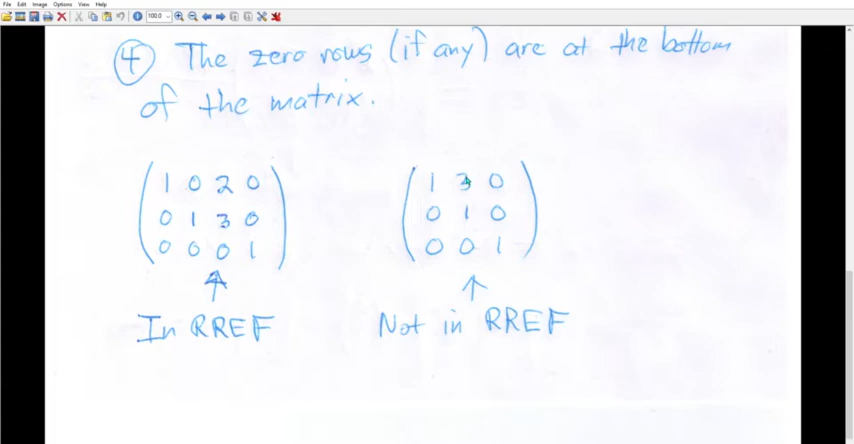 File Edit Image Options View Help
100.0
④ The zero rows (if any) are at the bottom
of the matrix.
1 0 2 0
0 1 3 0
0 0 0 1
In RREF
1 3 0
0 1 0
0 0 1
Not in RREF